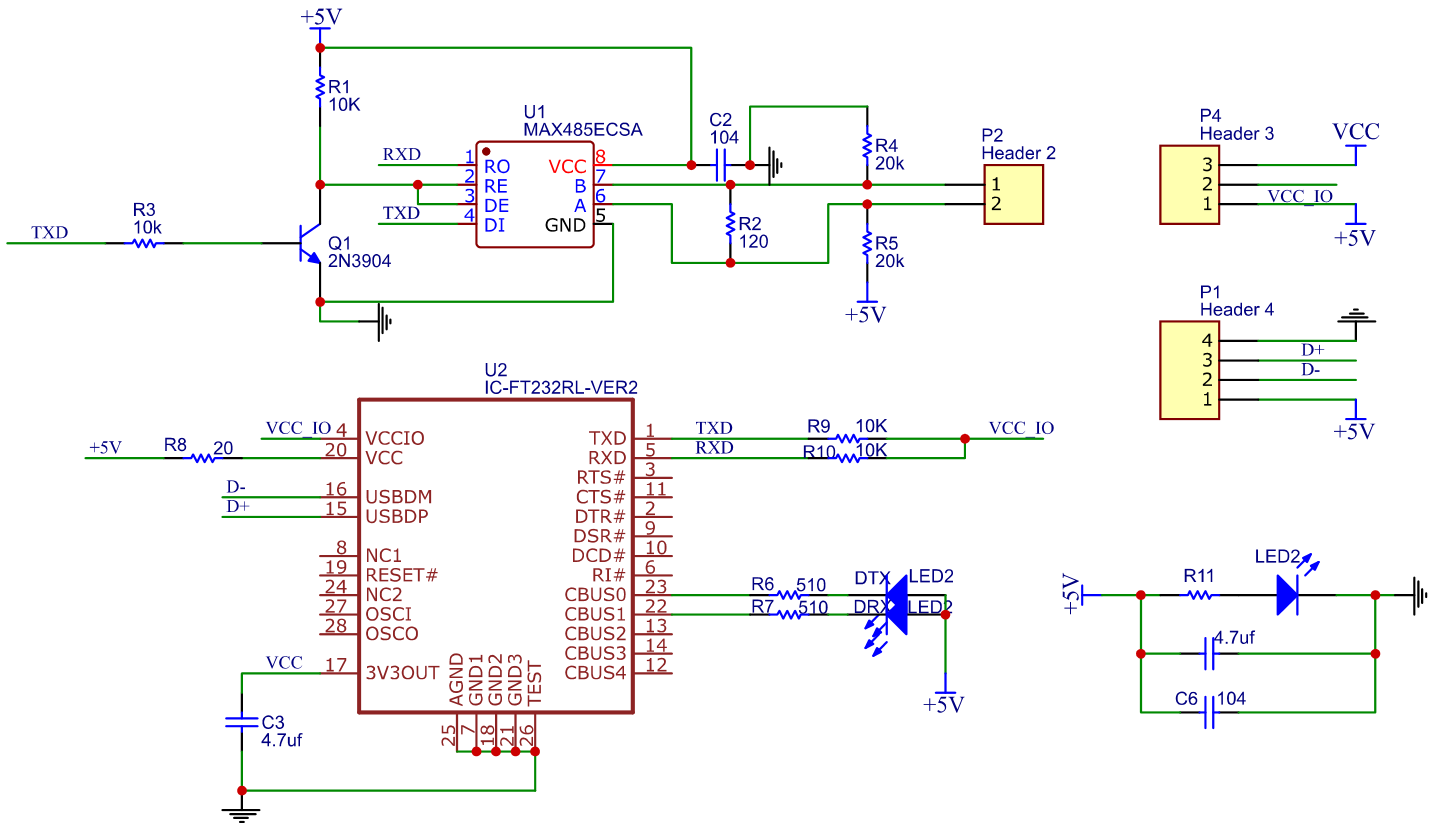 +5V
R1
10K
U1
MAX485ECSA
RXD
1
2
3
4
RO
RE
DE
DI
VCC
B
A
GND
8
7
6
5
TXD
TXD
R3
10k
Q1
2N3904
C2
104
R2
120
R4
20k
R5
20k
+5V
P2
Header 2
1
2
P4
Header 3
3
2
1
VCC
VCC_IO
+5V
P1
Header 4
4
3
2
1
D+
D-
+5V
U2
IC-FT232RL-VER2
VCC_IO 4 VCCIO
+5V R8 20 20 VCC
D- 16 USBDM
D+ 15 USBDP
8 NC1
19 RESET#
24 NC2
27 OSCI
28 OSCO
VCC 17 3V3OUT
C3
4.7uf
AGND
GND1
GND2
GND3
TEST
25
7
18
21
26
TXD 1 TXD R9 10K VCC_IO
RXD 5 RXD R10 10K
RTS# 3
CTS# 11
DTR# 2
DSR# 9
DCD# 10
RI# 6
CBUS0 23 R6 510 DTX LED2
CBUS1 22 R7 510 DRX LED2
CBUS2 13
CBUS3 14
CBUS4 12
+5V
+5V
R11
LED2
4.7uf
C6 104